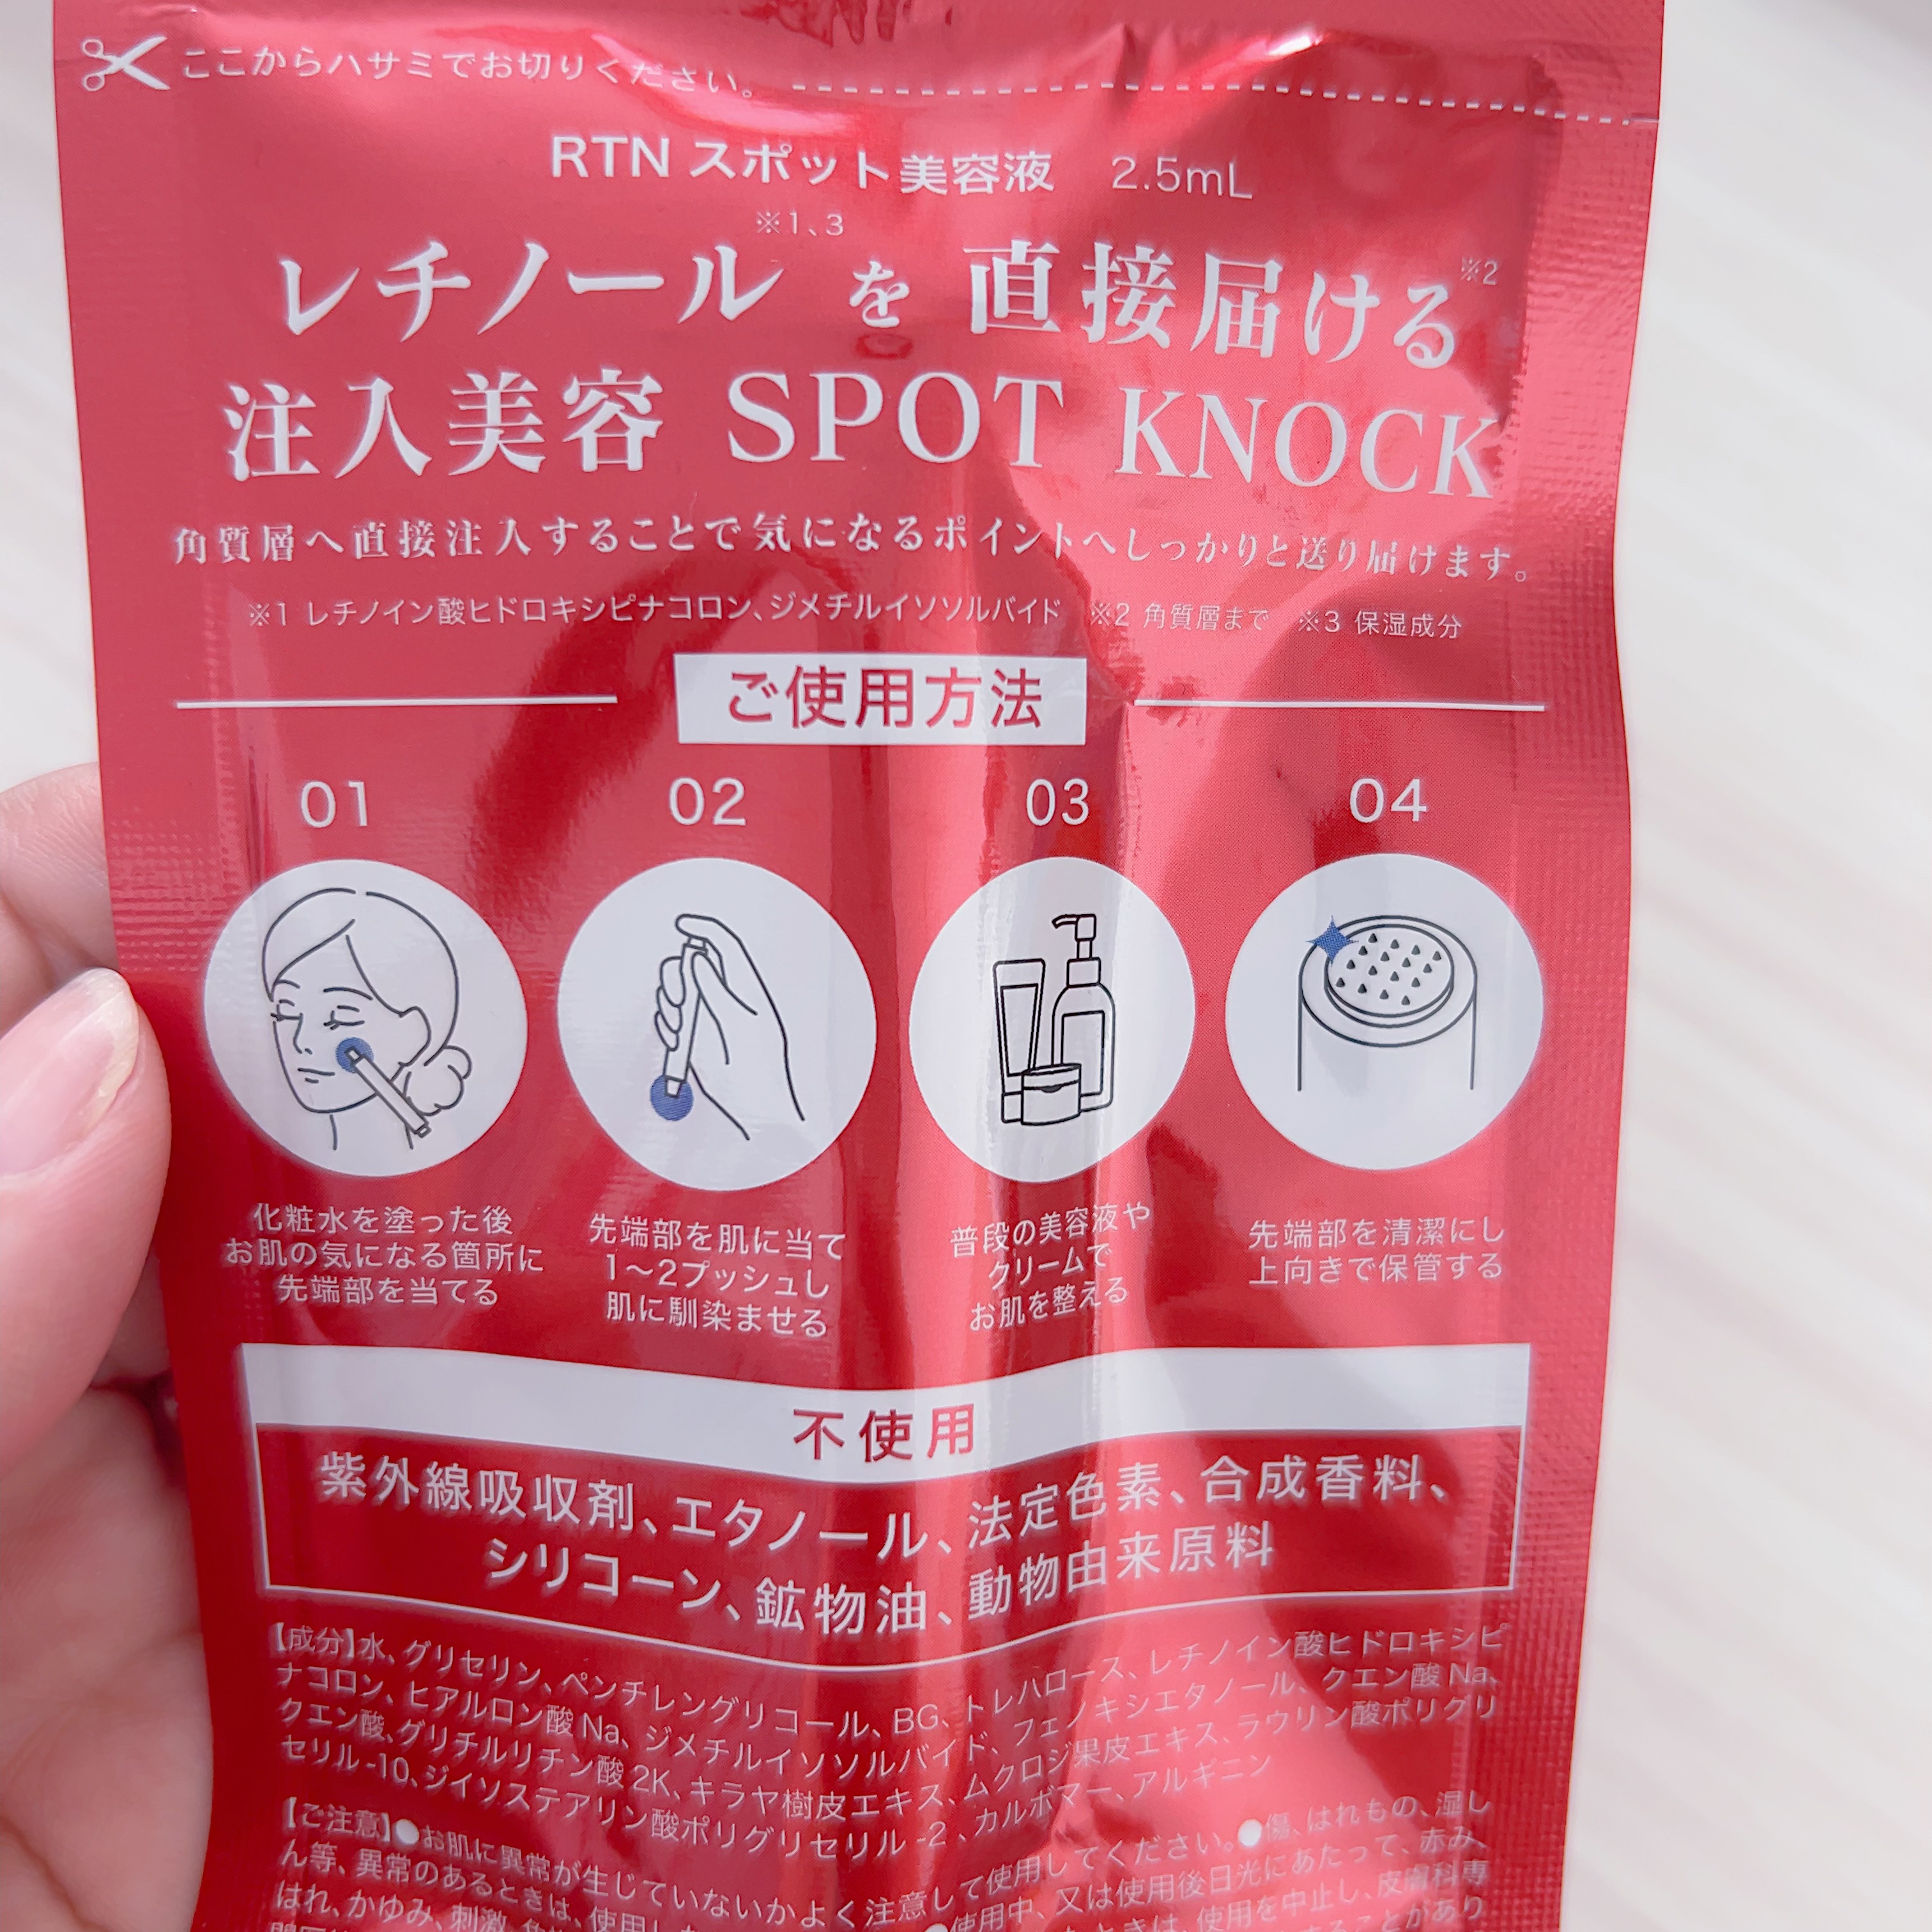 ここからハサミでお切りください。
RTN スポット美容液 2.5mL
レチノール※1、3を直接届ける※2
注入美容 SPOT KNOCK
角質層へ直接注入することで気になるポイントへしっかりと送り届けます。
※1 レチノイン酸ヒドロキシピナコロン、ジメチルイソソルバイド ※2 角質層まで ※3 保湿成分
ご使用方法
01
化粧水を塗った後
お肌の気になる箇所に
先端部を当てる
02
先端部を肌に当て
1〜2プッシュし
肌に馴染ませる
03
普段の美容液や
クリームで
お肌を整える
04
先端部を清潔にし
上向きで保管する
不使用
紫外線吸収剤、エタノール、法定色素、合成香料、
シリコーン、鉱物油、動物由来原料
【成分】水、グリセリン、ペンチレングリコール、BG、トレハロース、レチノイン酸ヒドロキシピ
ナコロン、ヒアルロン酸Na、ジメチルイソソルバイド、フェノキシエタノール、クエン酸Na、
クエン酸、グリチルリチン酸2K、キラヤ樹皮エキス、ムクロジ果皮エキス、ラウリン酸ポリグリ
セリル-10、ジイソステアリン酸ポリグリセリル-2、カルボマー、アルギニン
【ご注意】●お肌に異常が生じていないかよく注意して使用してください。●傷、はれもの、湿し
ん等、異常のあるときは、使用し
●使用中、又は使用後日光にあたって、赤み、
はれ、かゆみ、刺激、
ときは、使用を中止し、皮膚科専
することがあり